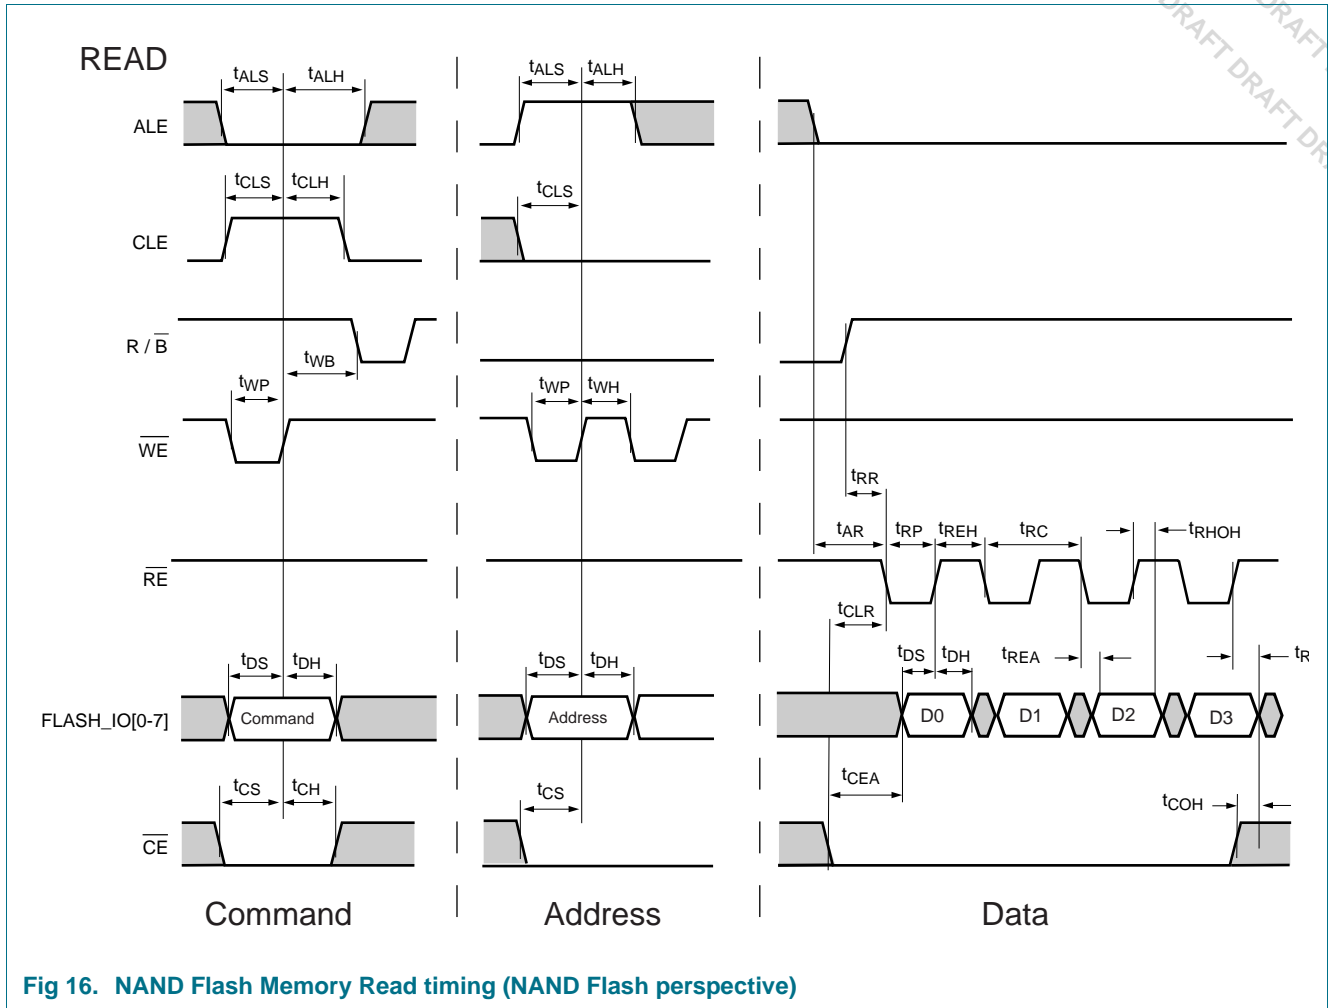 DRAFT DRAFT
DRAFT DRAFT DRA
READ
tALS tALH tALS tALH
ALE
tCLS tCLH tCLS
CLE
R / B
tWB
tWP tWP tWH
WE
tRR
tAR tRP tREH tRC tRHOH
RE
tCLR
tDS tDH tDS tDH tDS tDH tREA tR
FLASH_IO[0-7] Command Address D0 D1 D2 D3
tCS tCH tCS tCEA tCOH
CE
Command Address Data
Fig 16. NAND Flash Memory Read timing (NAND Flash perspective)